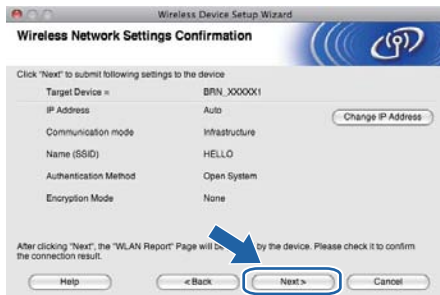 Wireless Device Setup Wizard
Wireless Network Settings Confirmation
Click "Next" to submit following settings to the device
Target Device = BRN_XXXXX1
IP Address Auto
Change IP Address
Communication mode Infrastructure
Name (SSID) HELLO
Authentication Method Open System
Encryption Mode None
After clicking "Next", the "WLAN Report" Page will by the device. Please check it to confirm
the connection result.
Help < Back Next > Cancel